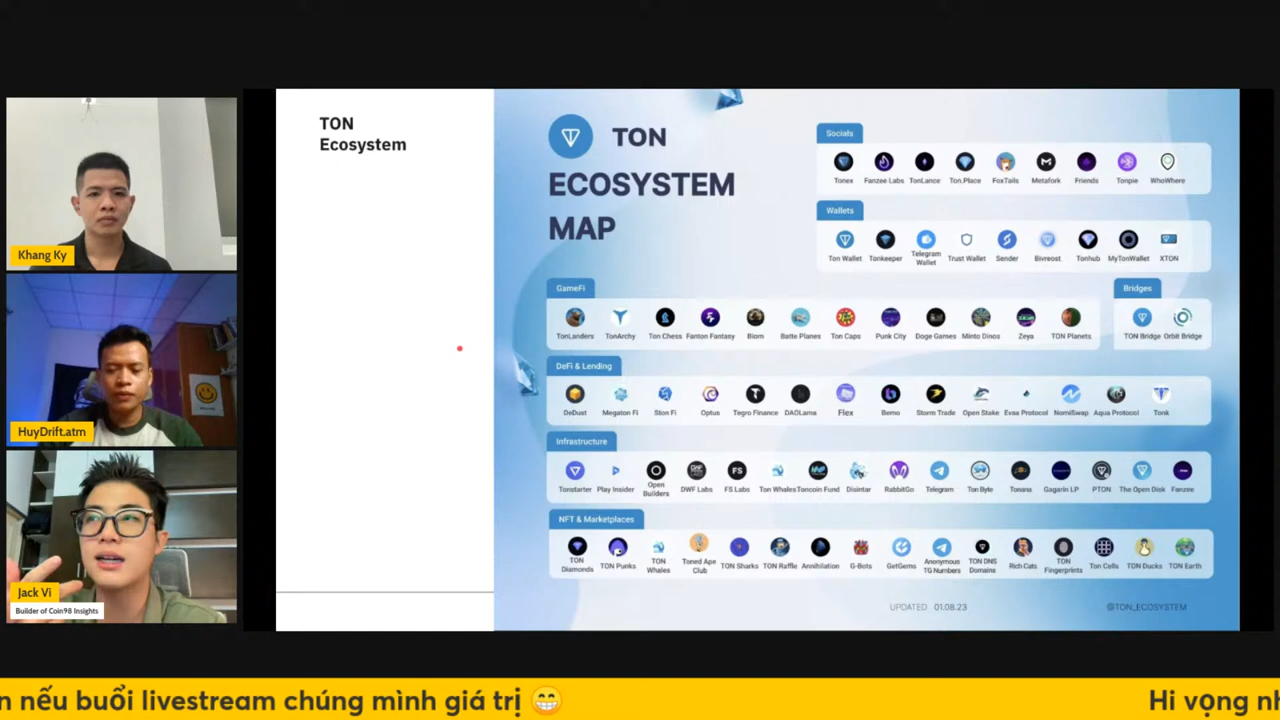 Khang Ky
HuyDrift.atm
Jack Vi
Builder of Coin98 Insights
TON
Ecosystem
TON
ECOSYSTEM
MAP
Socials
Tonex Fanzee Labs TonLance Ton.Place FoxTails Metafork Friends Tonpie WhoWhere
Wallets
Ton Wallet Tonkeeper Telegram Wallet Trust Wallet Sender Bivreost Tonhub MyTonWallet XTON
GameFi
TonLanders TonArchy Ton Chess Fanton Fantasy Biom Batte Planes Ton Caps Punk City Doge Games Minto Dinos Zeya TON Planets
Bridges
TON Bridge Orbit Bridge
DeFi & Lending
DeDust Megaton Fi Ston Fi Optus Tegro Finance DAOLama Flex Bemo Storm Trade Open Stake Evaa Protocol NomiSwap Aqua Protocol Tonk
Infrastructure
Tonstarter Play Insider Open Builders DWF Labs FS Labs Ton Whales Toncoin Fund Disintar RabbitGo Telegram Ton Byte Tonana Gagarin LP PTON The Open Disk Fanzee
NFT & Marketplaces
TON Diamonds TON Punks TON Whales Toned Ape Club TON Sharks TON Raffle Annihilation G-Bots GetGems Anonymous TG Numbers TON DNS Domains Rich Cats TON Fingerprints Ton Cells TON Ducks TON Earth
UPDATED 01.08.23
@TON_ECOSYSTEM
n nếu buổi livestream chúng mình giá trị 😁 Hi vọng nh